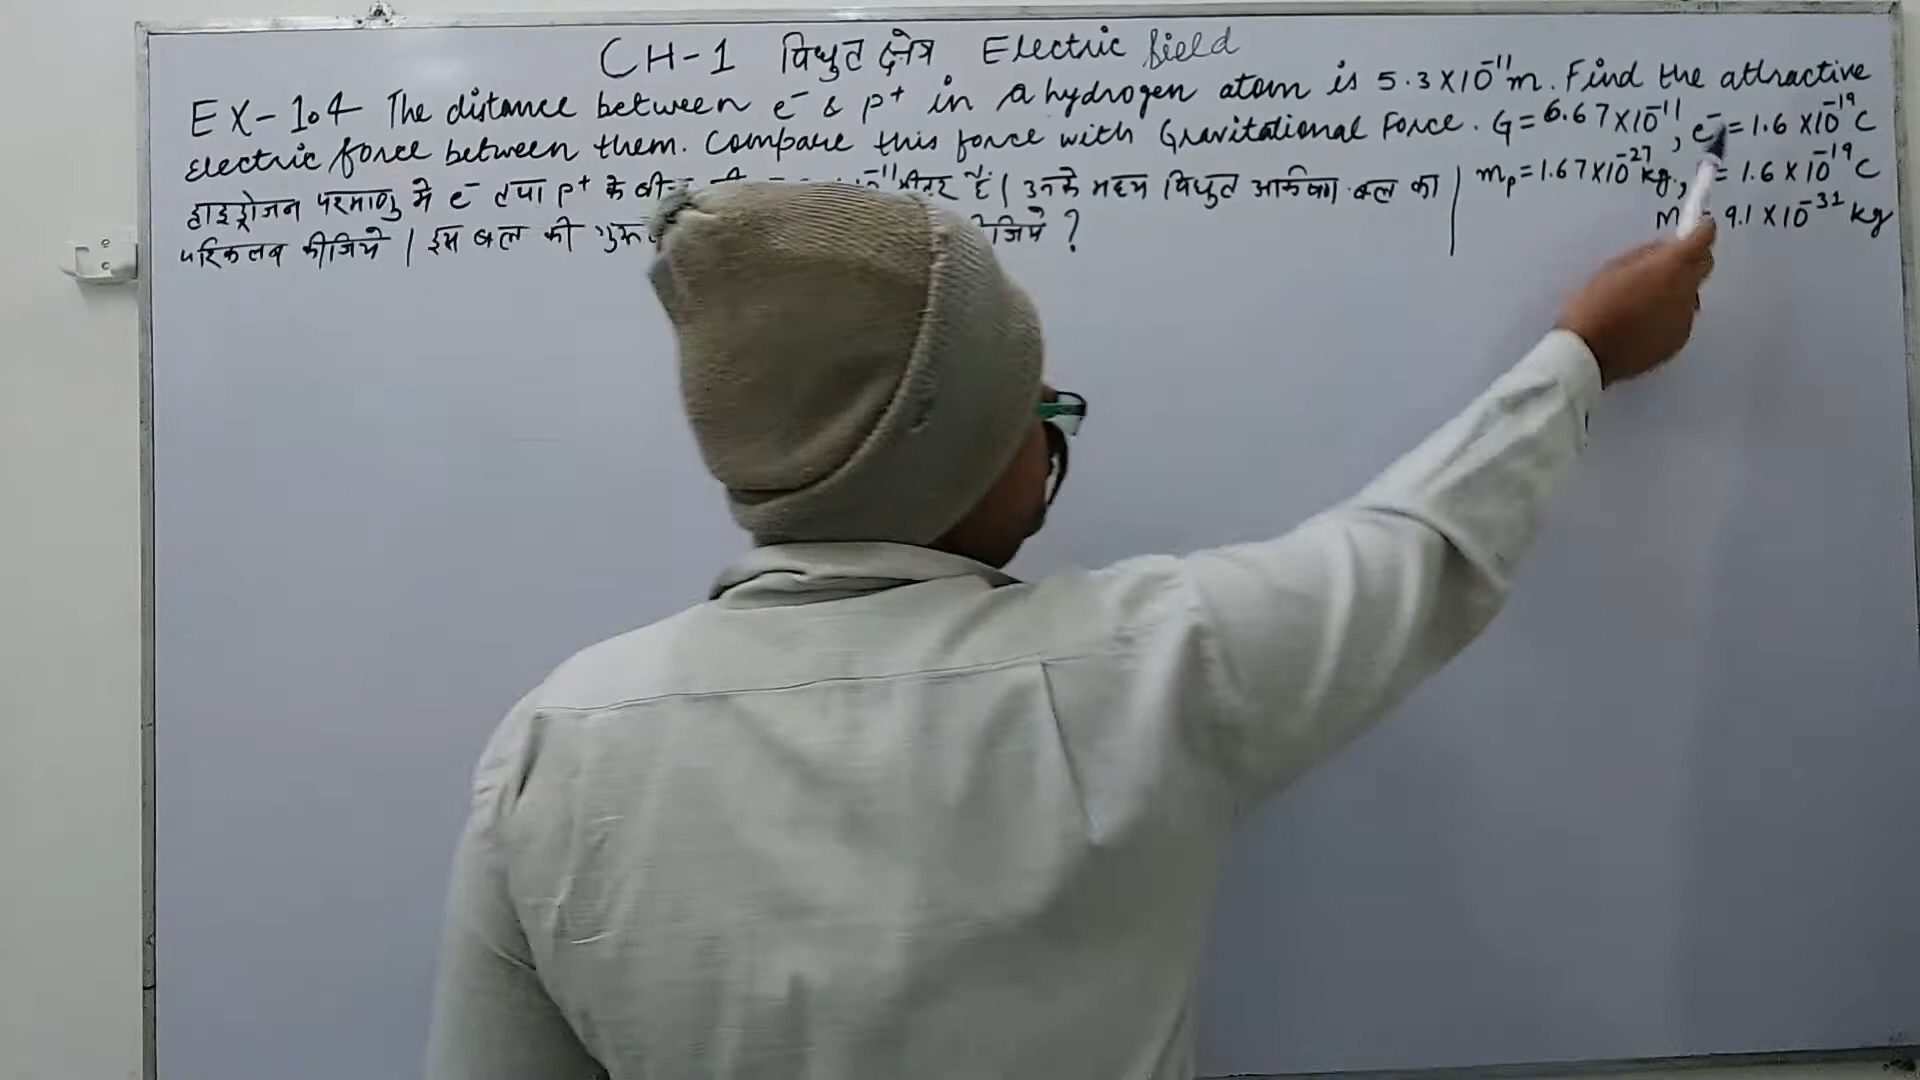 CH-1 विधुत क्षेत्र Electric field
EX-1.4 The distance between e⁻ & p⁺ in a hydrogen atom is 5.3×10⁻¹¹m. Find the attractive
electric force between them. Compare this force with Gravitational Force. G=6.67×10⁻¹¹, e⁻=1.6×10⁻¹⁹C
हाइड्रोजन परमाणु मे e⁻ तथा p⁺ के मीटर है। उनके मध्य विधुत आकर्षण बल का | mₚ=1.67×10⁻²⁷kg, = 1.6×10⁻¹⁹C
परिकलन कीजिये। इस बल की ? m = 9.1×10⁻³¹ kg